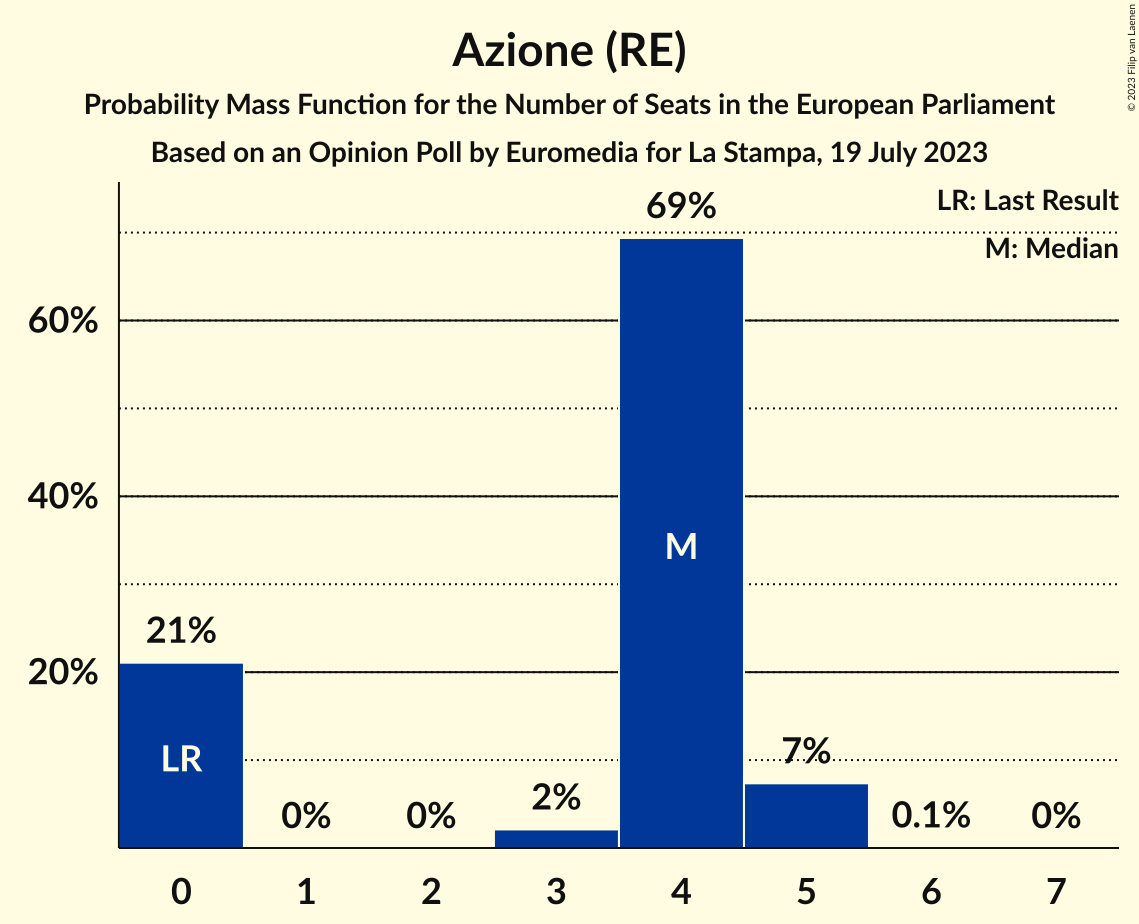 Azione (RE)
Probability Mass Function for the Number of Seats in the European Parliament
Based on an Opinion Poll by Euromedia for La Stampa, 19 July 2023
© 2023 Filip van Laenen
LR: Last Result
M: Median
60%
40%
20%
21%
0%
0%
2%
69%
7%
0.1%
0%
LR
M
0 1 2 3 4 5 6 7